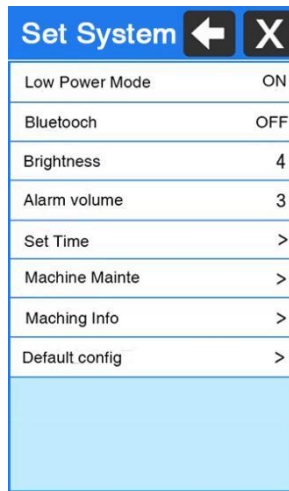 Set System X
Low Power Mode ON
Bluetooch OFF
Brightness 4
Alarm volume 3
Set Time >
Machine Mainte >
Maching Info >
Default config >